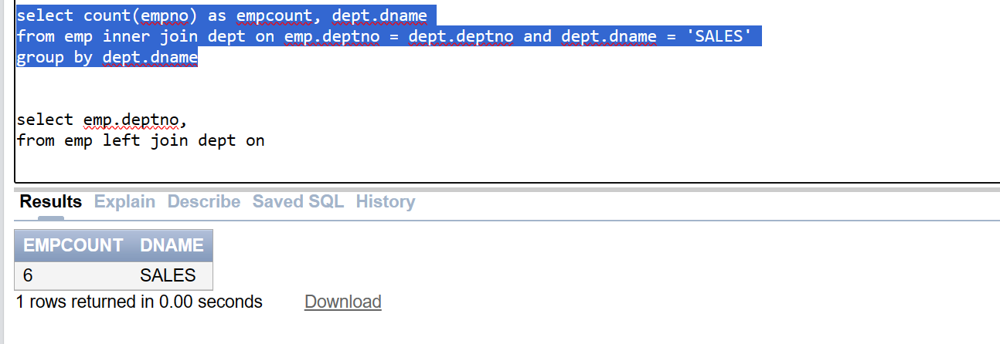 select count(empno) as empcount, dept.dname
from emp inner join dept on emp.deptno = dept.deptno and dept.dname = 'SALES'
group by dept.dname
select emp.deptno,
from emp left join dept on
Results Explain Describe Saved SQL History
EMPCOUNT DNAME
6 SALES
1 rows returned in 0.00 seconds Download